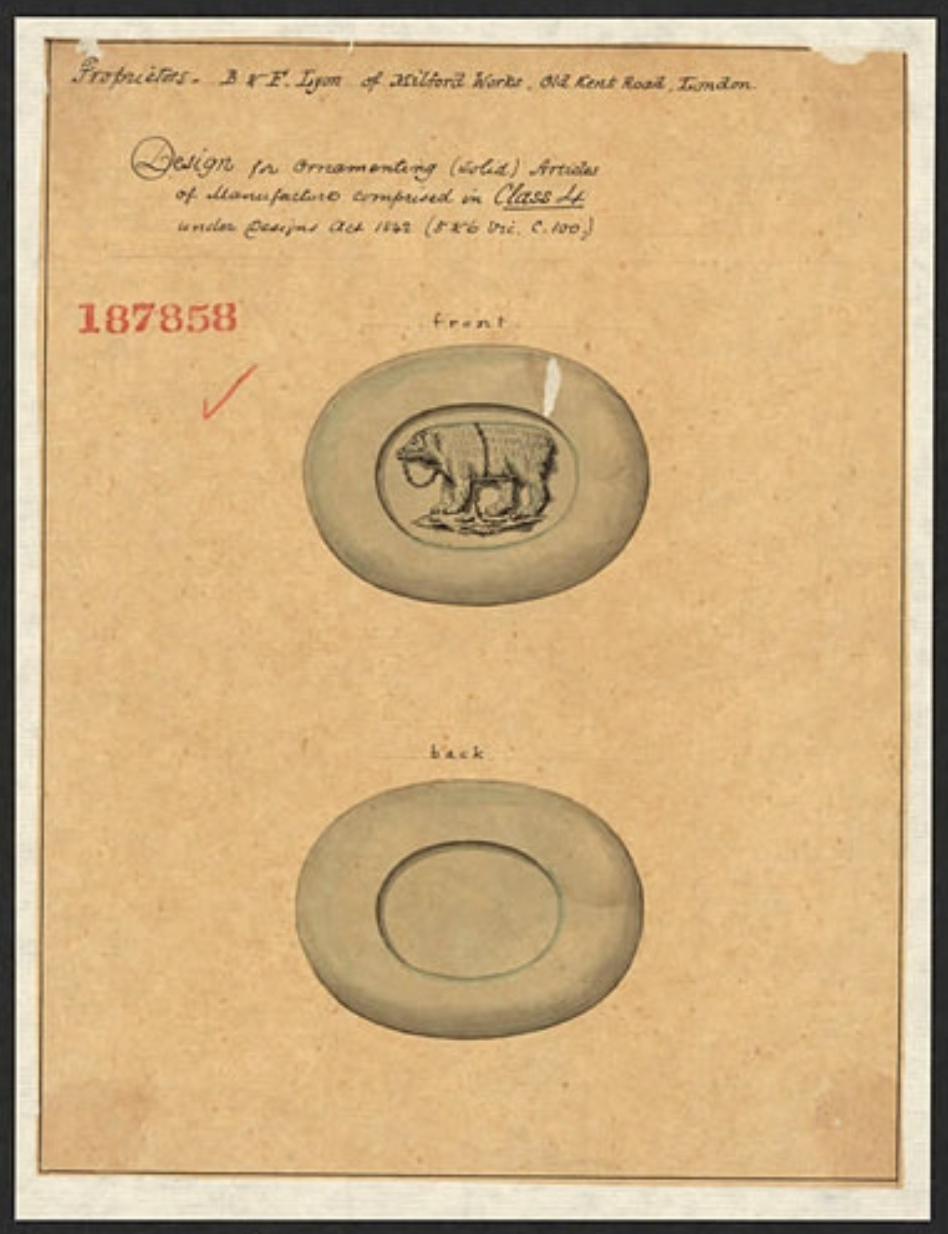 Proprietors. B & F. Lyon of Milford Works, Old Kent Road, London.
Design for Ornamenting (Solid) Articles
of Manufacture comprised in Class 4
under Designs Act 1842 (5 & 6 Vic. C. 100.)
187858
front.
back